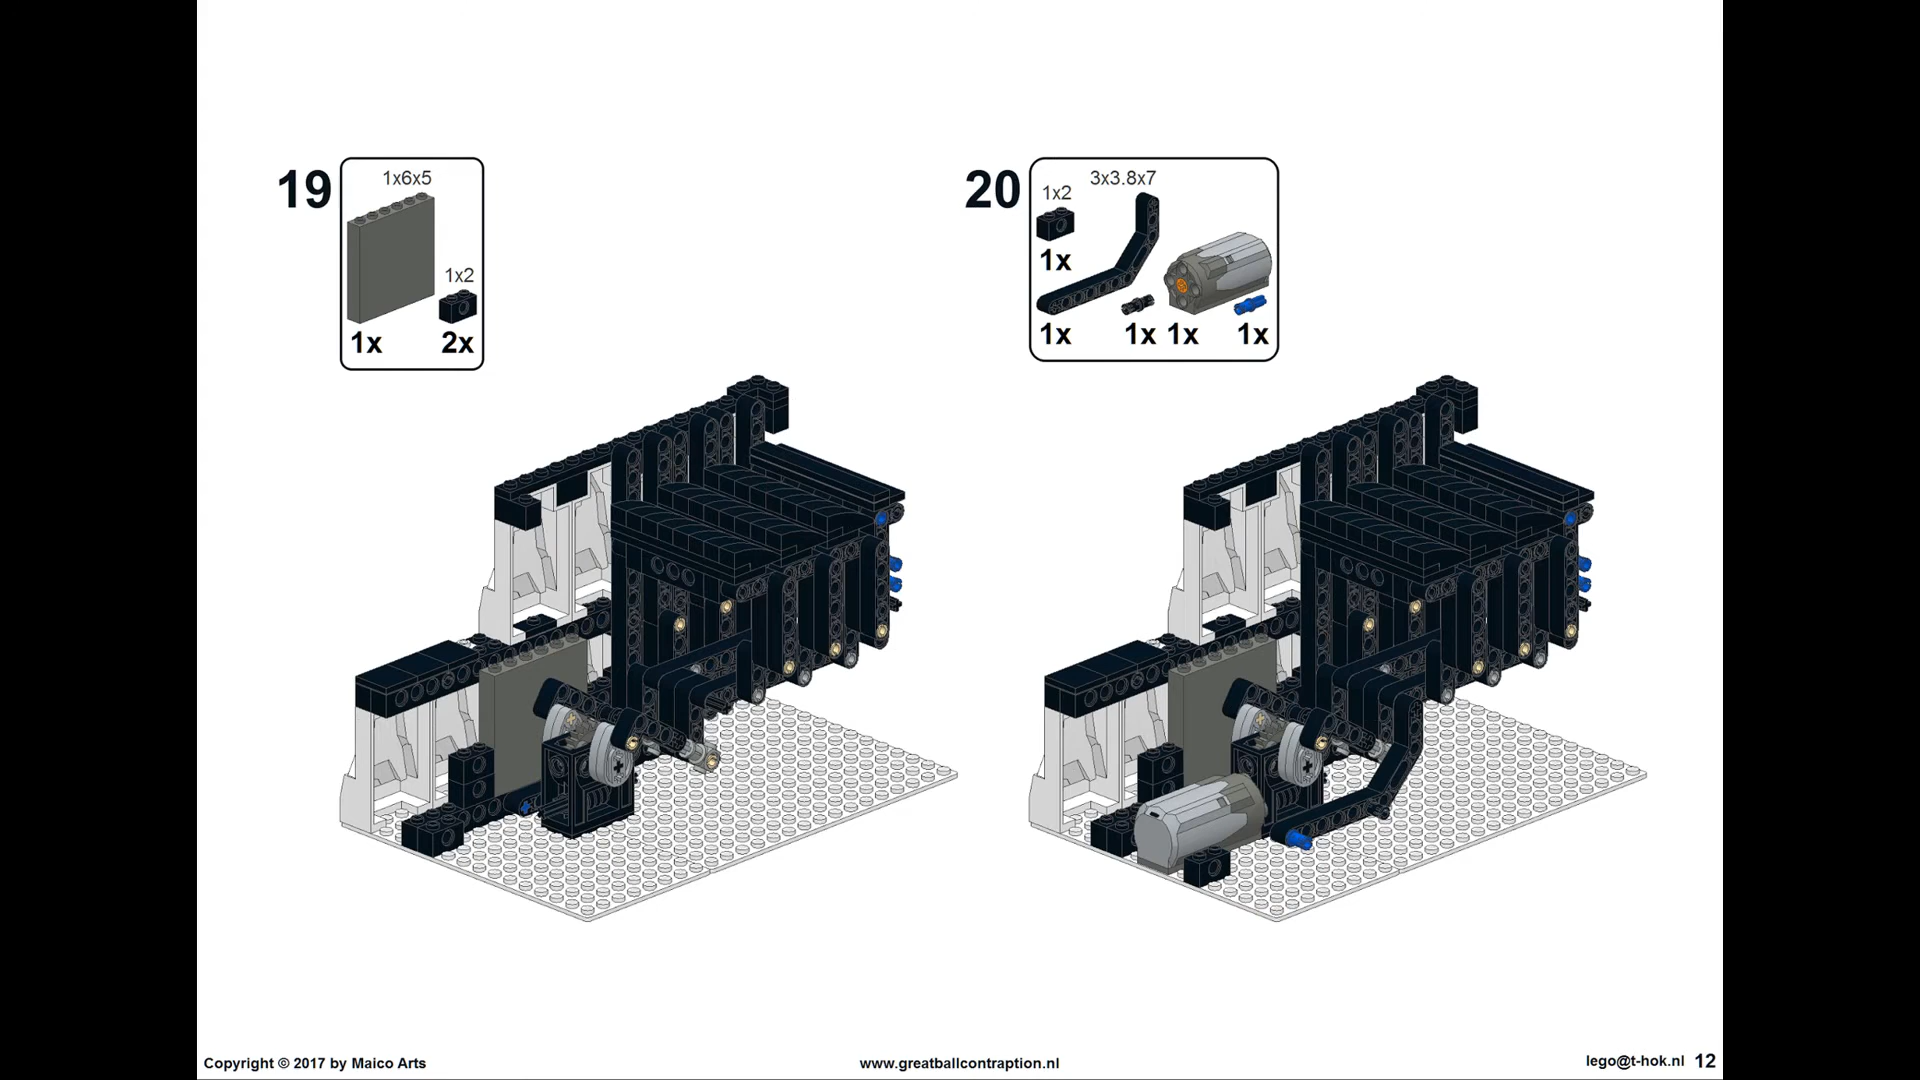 19
1x6x5
1x2
1x
2x
20
3x3.8x7
1x2
1x
1x
1x
1x
1x
Copyright © 2017 by Maico Arts
www.greatballcontraption.nl
lego@t-hok.nl 12